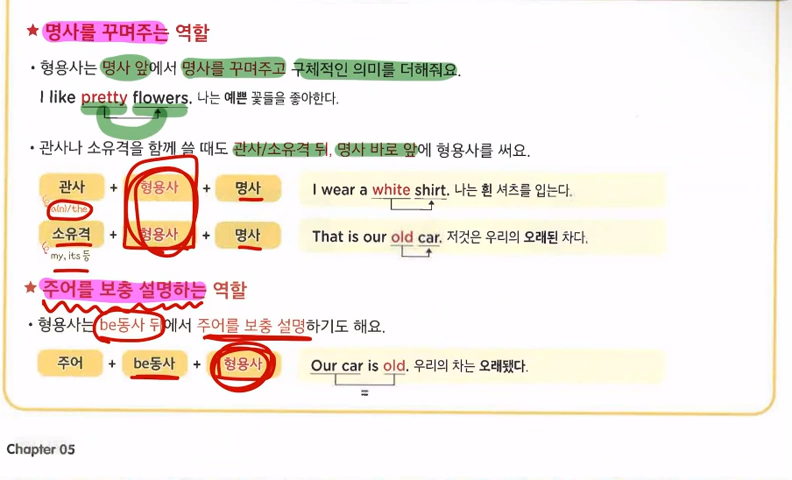 ★ 명사를 꾸며주는 역할
• 형용사는 명사 앞에서 명사를 꾸며주고 구체적인 의미를 더해줘요.
I like pretty flowers. 나는 예쁜 꽃들을 좋아한다.
• 관사나 소유격을 함께 쓸 때도 관사/소유격 뒤, 명사 바로 앞에 형용사를 써요.
관사 + 형용사 + 명사 I wear a white shirt. 나는 흰 셔츠를 입는다.
a(n)/the
소유격 + 형용사 + 명사 That is our old car. 저것은 우리의 오래된 차다.
my, its 등
★ 주어를 보충 설명하는 역할
• 형용사는 be동사 뒤에서 주어를 보충 설명하기도 해요.
주어 + be동사 + 형용사 Our car is old. 우리의 차는 오래됐다.
=
Chapter 05